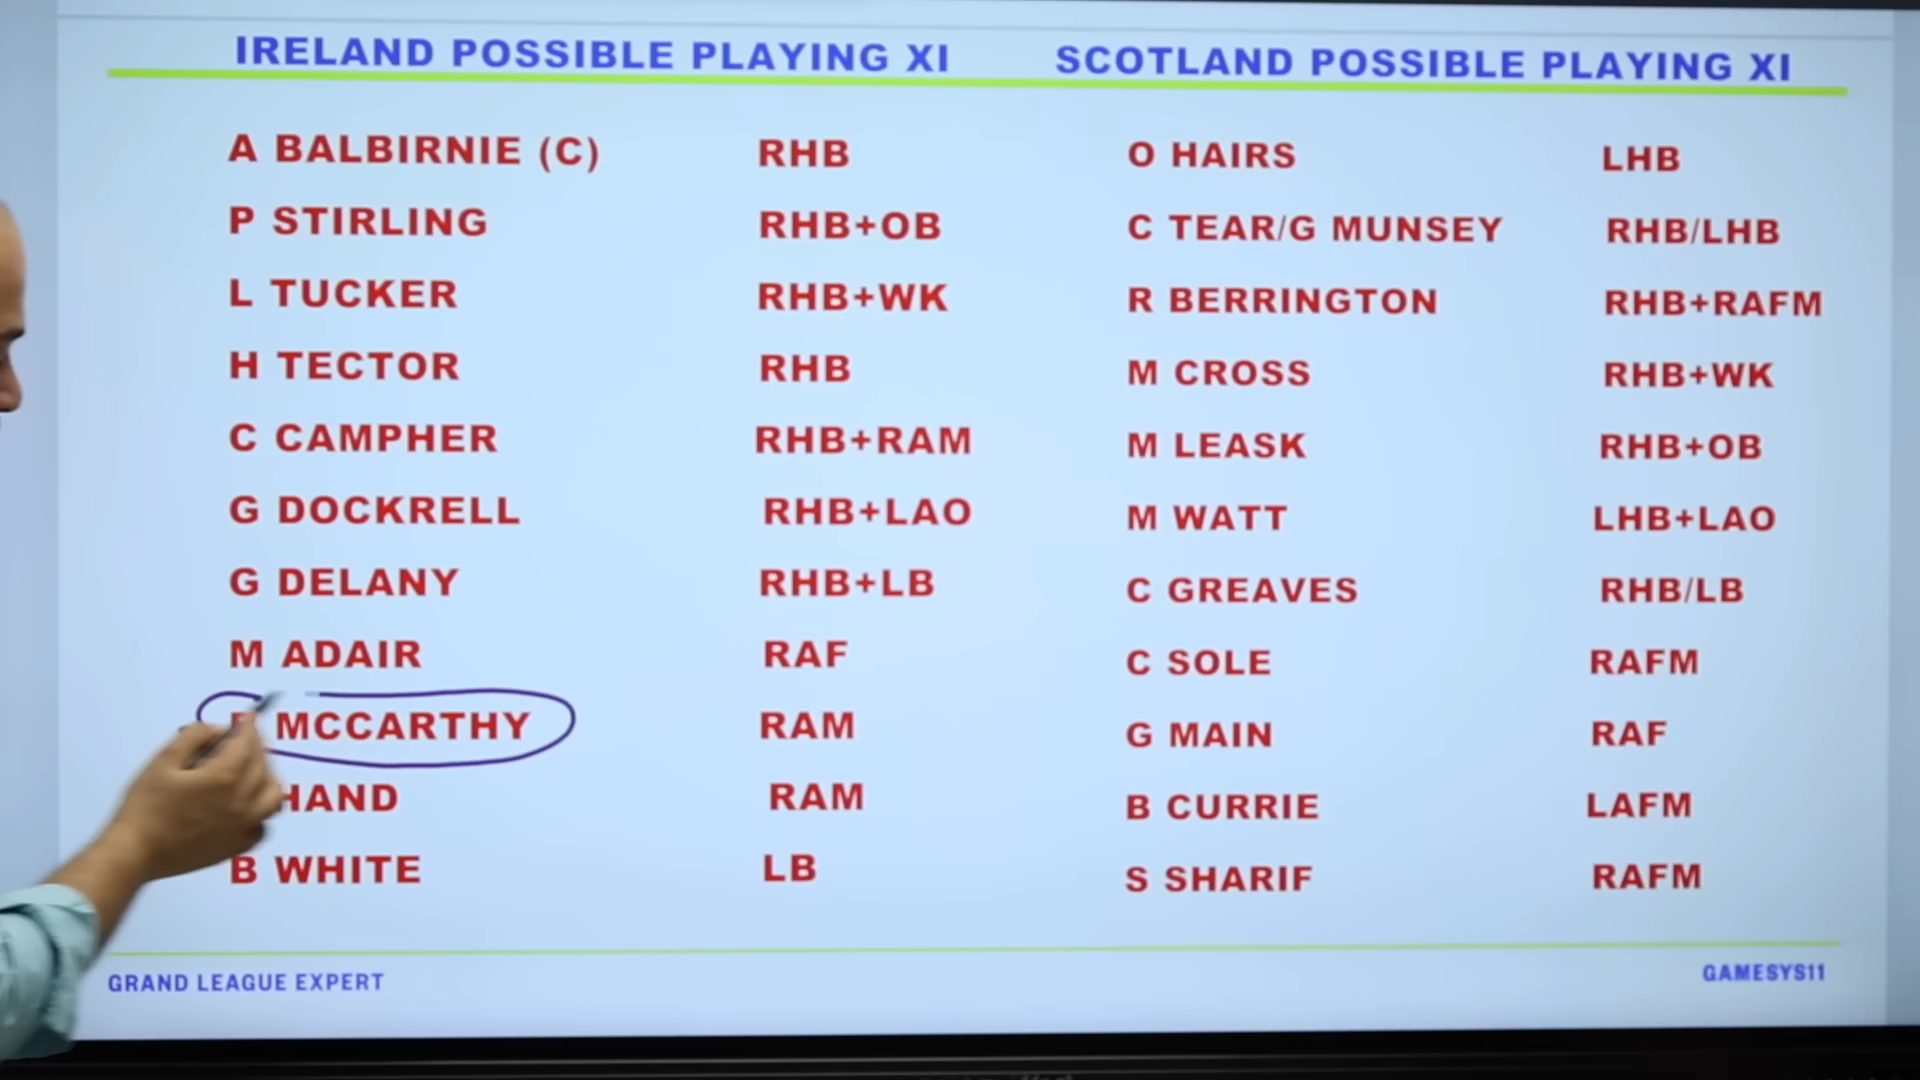 IRELAND POSSIBLE PLAYING XI SCOTLAND POSSIBLE PLAYING XI
A BALBIRNIE (C) RHB O HAIRS LHB
P STIRLING RHB+OB C TEAR/G MUNSEY RHB/LHB
L TUCKER RHB+WK R BERRINGTON RHB+RAFM
H TECTOR RHB M CROSS RHB+WK
C CAMPHER RHB+RAM M LEASK RHB+OB
G DOCKRELL RHB+LAO M WATT LHB+LAO
G DELANY RHB+LB C GREAVES RHB/LB
M ADAIR RAF C SOLE RAFM
MCCARTHY RAM G MAIN RAF
HAND RAM B CURRIE LAFM
B WHITE LB S SHARIF RAFM
GRAND LEAGUE EXPERT GAMESYS11